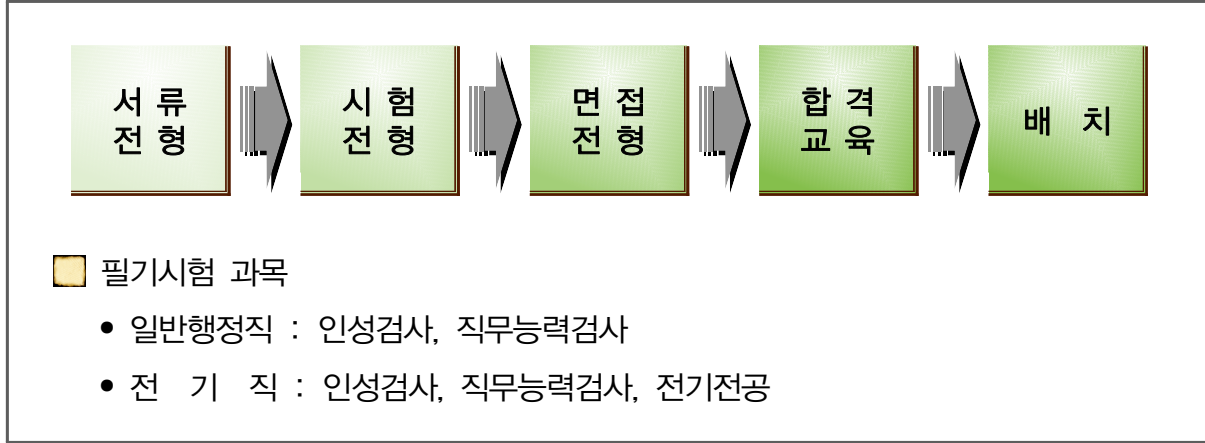 서 류
전 형
시 험
전 형
면 접
전 형
합 격
교 육
배 치
필기시험 과목
• 일반행정직 : 인성검사, 직무능력검사
• 전 기 직 : 인성검사, 직무능력검사, 전기전공